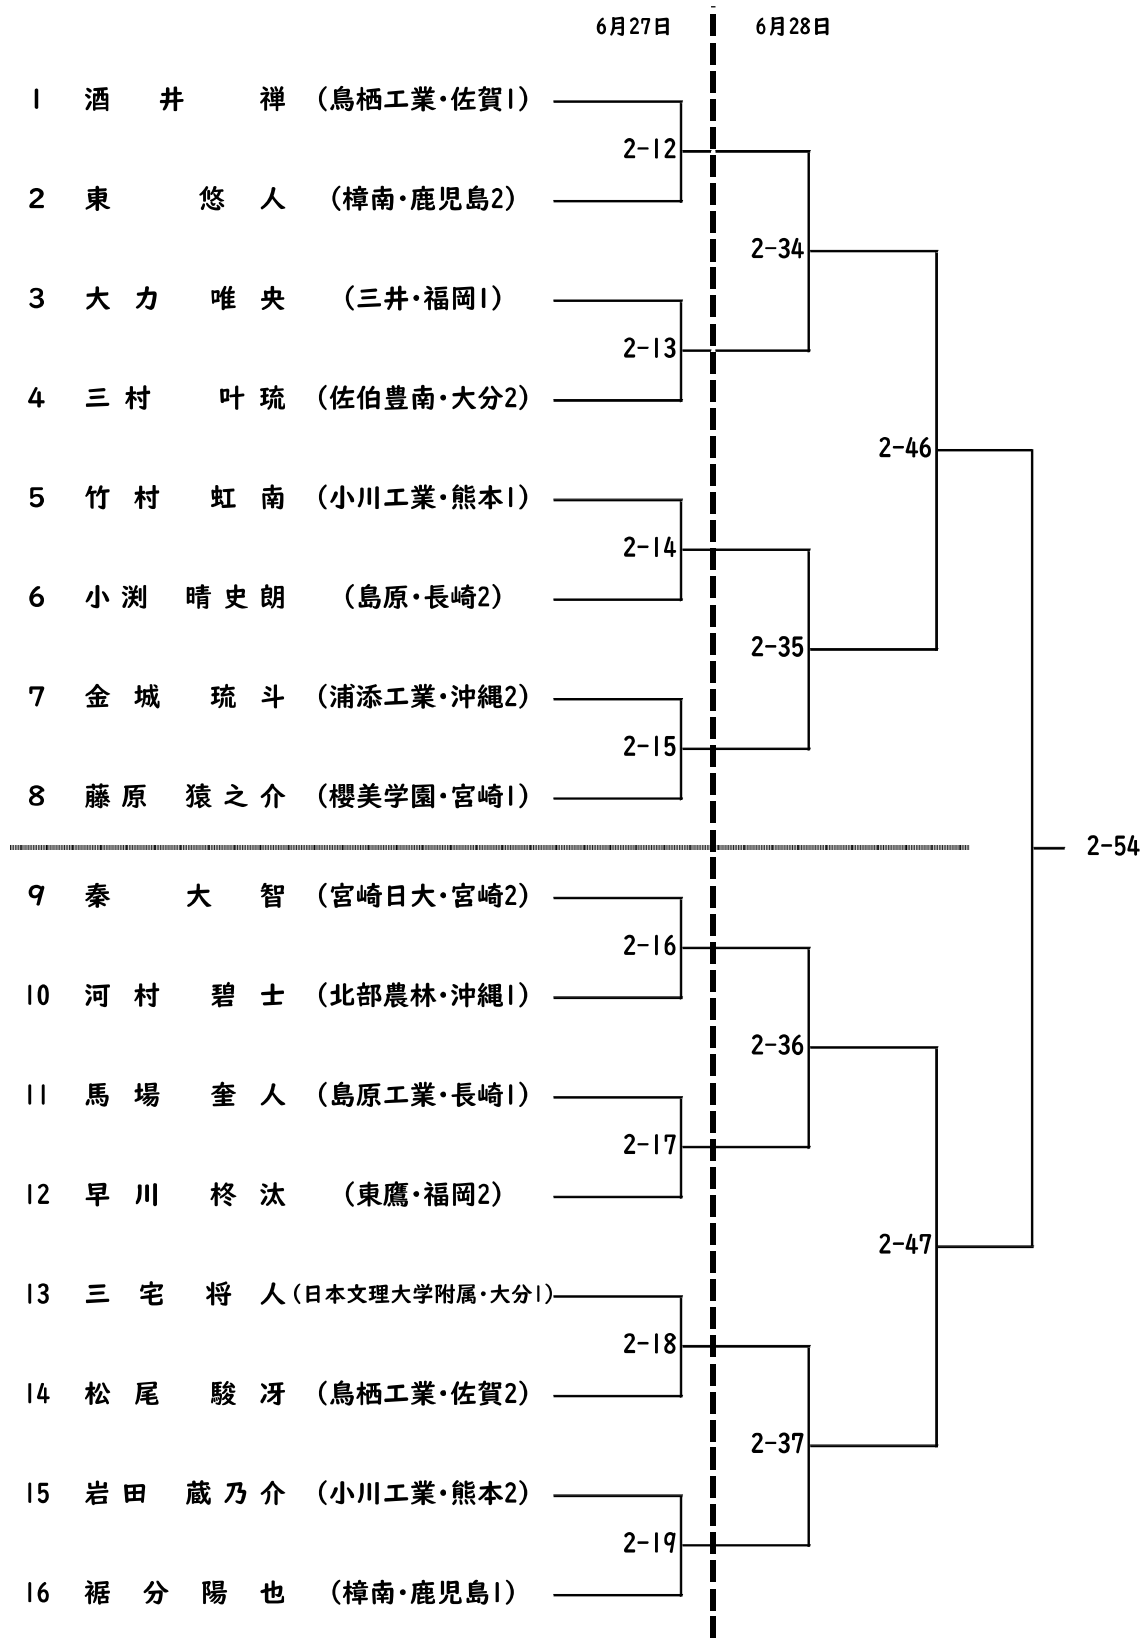 6月27日 6月28日
1 酒井 禅 (鳥栖工業・佐賀1)
2-12
2 東 悠人 (樟南・鹿児島2)
2-34
3 大力 唯央 (三井・福岡1)
2-13
4 三村 叶琉 (佐伯豊南・大分2)
2-46
5 竹村 虹南 (小川工業・熊本1)
2-14
6 小渕 晴史朗 (島原・長崎2)
2-35
7 金城 琉斗 (浦添工業・沖縄2)
2-15
8 藤原 猿之介 (櫻美学園・宮崎1)
2-54
9 秦 大智 (宮崎日大・宮崎2)
2-16
10 河村 碧士 (北部農林・沖縄1)
2-36
11 馬場 奎人 (島原工業・長崎1)
2-17
12 早川 柊汰 (東鷹・福岡2)
2-47
13 三宅 将人 (日本文理大学附属・大分1)
2-18
14 松尾 駿冴 (鳥栖工業・佐賀2)
2-37
15 岩田 蔵乃介 (小川工業・熊本2)
2-19
16 裾分 陽也 (樟南・鹿児島1)